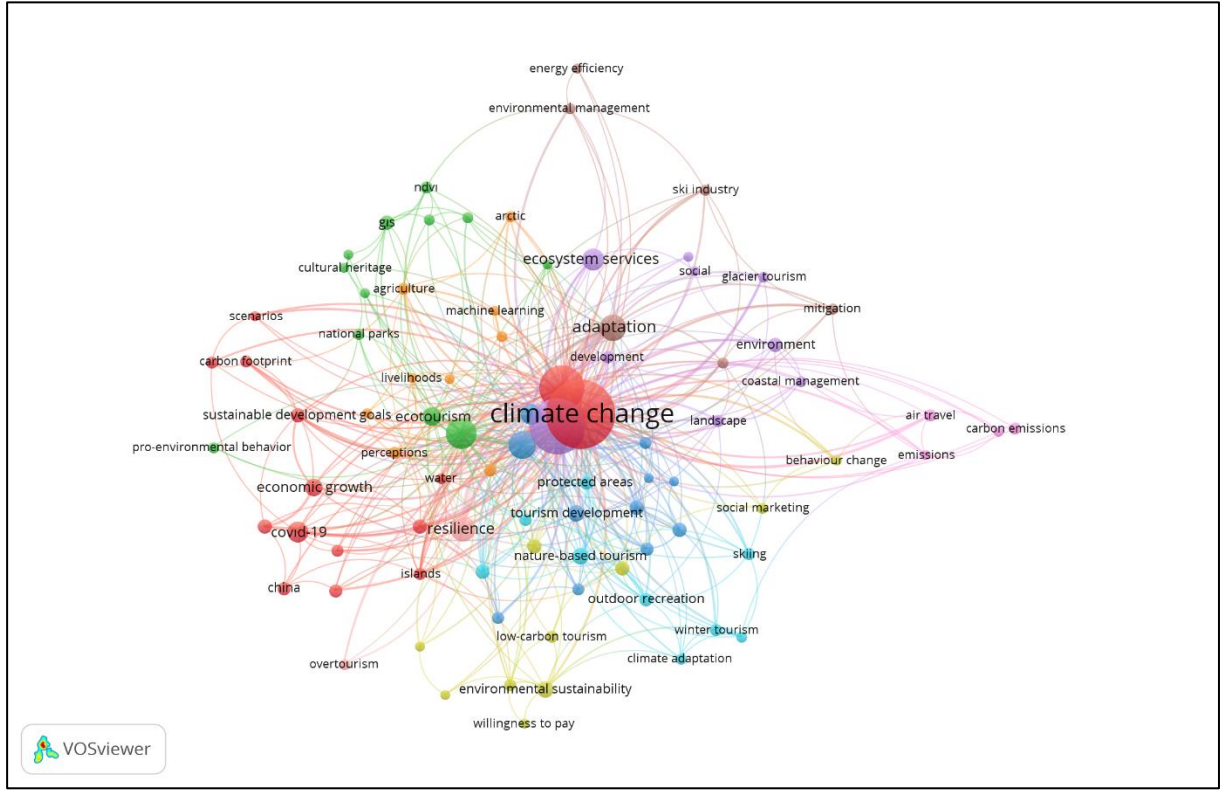 energy efficiency
environmental management
ndvi
ski industry
gis
arctic
ecosystem services
cultural heritage
social
glacier tourism
agriculture
machine learning
mitigation
scenarios
adaptation
national parks
environment
development
carbon footprint
livelihoods
coastal management
sustainable development goals
ecotourism
climate change
air travel
landscape
carbon emissions
pro-environmental behavior
perceptions
emissions
behaviour change
water
protected areas
economic growth
social marketing
tourism development
covid-19
resilience
nature-based tourism
skiing
islands
china
outdoor recreation
low-carbon tourism
winter tourism
overtourism
climate adaptation
environmental sustainability
willingness to pay
VOSviewer